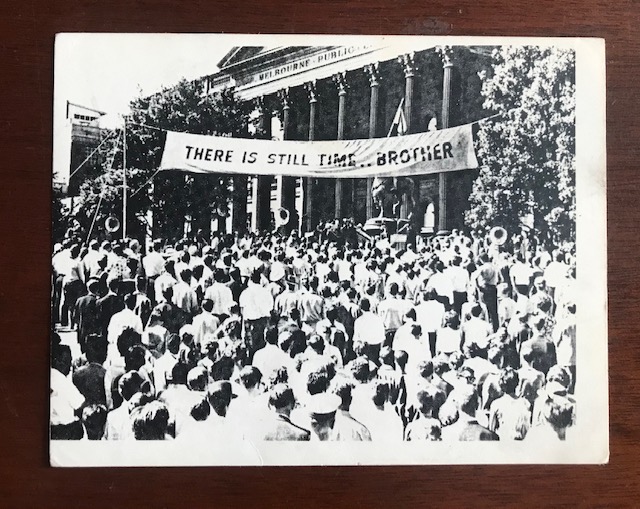 MELBOURNE · PUBLIC
THERE IS STILL TIME.. BROTHER